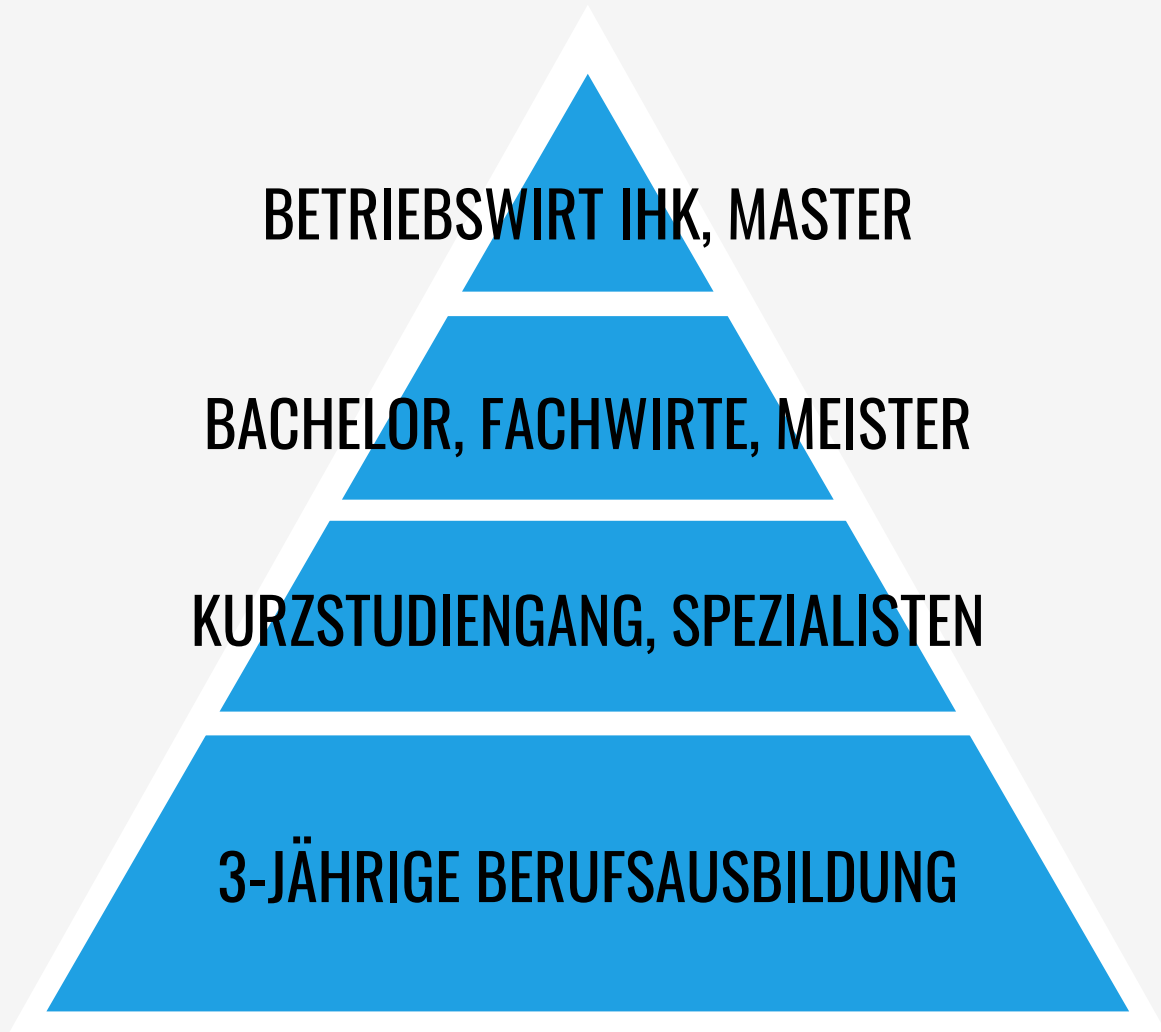 BETRIEBSWIRT IHK, MASTER
BACHELOR, FACHWIRTE, MEISTER
KURZSTUDIENGANG, SPEZIALISTEN
3-JÄHRIGE BERUFSAUSBILDUNG